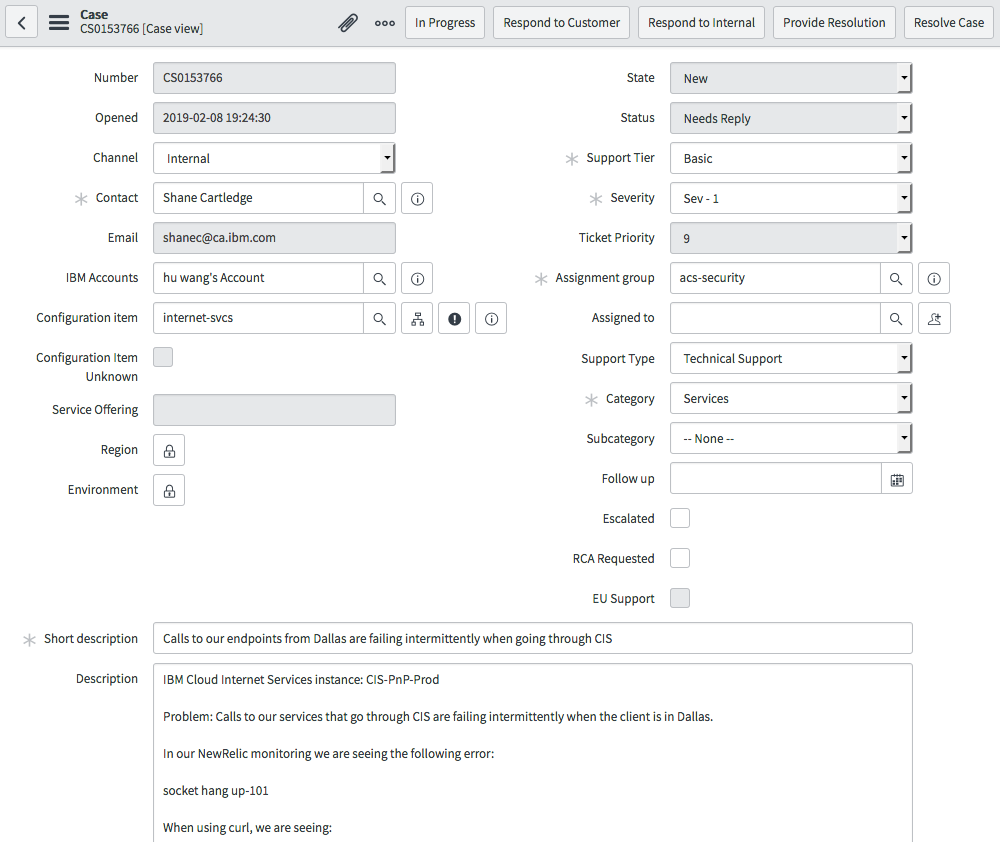 Case
CS0153766 [Case view]
In Progress
Respond to Customer
Respond to Internal
Provide Resolution
Resolve Case
Number CS0153766
Opened 2019-02-08 19:24:30
Channel Internal
Contact Shane Cartledge
Email shanec@ca.ibm.com
IBM Accounts hu wang's Account
Configuration item internet-svcs
Configuration Item
Unknown
Service Offering
Region
Environment
State New
Status Needs Reply
Support Tier Basic
Severity Sev - 1
Ticket Priority 9
Assignment group acs-security
Assigned to
Support Type Technical Support
Category Services
Subcategory -- None --
Follow up
Escalated
RCA Requested
EU Support
Short description Calls to our endpoints from Dallas are failing intermittently when going through CIS
Description IBM Cloud Internet Services instance: CIS-PnP-Prod
Problem: Calls to our services that go through CIS are failing intermittently when the client is in Dallas.
In our NewRelic monitoring we are seeing the following error:
socket hang up-101
When using curl, we are seeing: